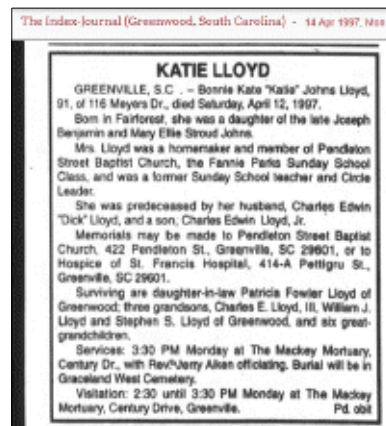 The Index-Journal (Greenwood, South Carolina) - 14 Apr 1997, Mon
KATIE LLOYD
GREENVILLE, S.C . – Bonnie Kate "Katie" Johns Lloyd,
91, of 116 Meyers Dr., died Saturday, April 12, 1997.
Born in Fairforest, she was a daughter of the late Joseph
Benjamin and Mary Ellie Stroud Johns.
Mrs. Lloyd was a homemaker and member of Pendleton
Street Baptist Church, the Fannie Parks Sunday School
Class, and was a former Sunday School teacher and Circle
Leader.
She was predeceased by her husband, Charles Edwin
"Dick" Lloyd, and a son, Charles Edwin Lloyd, Jr.
Memorials may be made to Pendleton Street Baptist
Church, 422 Pendleton St., Greenville, SC 29601, or to
Hospice of St. Francis Hospital, 414-A Pettigru St.,
Greenville, SC 29601.
Surviving are daughter-in-law Patricia Fowler Lloyd of
Greenwood; three grandsons, Charles E. Lloyd, III, William J.
Lloyd and Stephen S. Lloyd of Greenwood, and six great-
grandchildren.
Services: 3:30 PM Monday at The Mackey Mortuary,
Century Dr., with Rev. Jerry Aiken officiating. Burial will be in
Graceland West Cemetery.
Visitation: 2:30 until 3:30 PM Monday at The Mackey
Mortuary, Century Drive, Greenville. Pd. obit